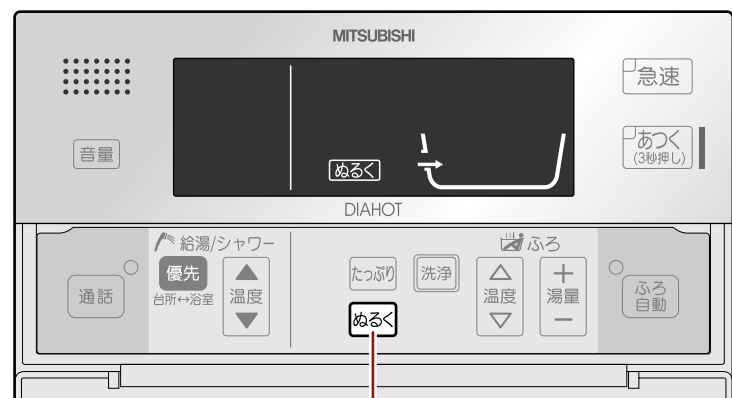 MITSUBISHI
急速
音量
あつく
(3秒押し)
ぬるく
DIAHOT
給湯/シャワー
ふろ
通話
優先
台所↔浴室
▲
温度
▼
たっぷり
洗浄
△
温度
▽
＋
湯量
－
ふろ
自動
ぬるく